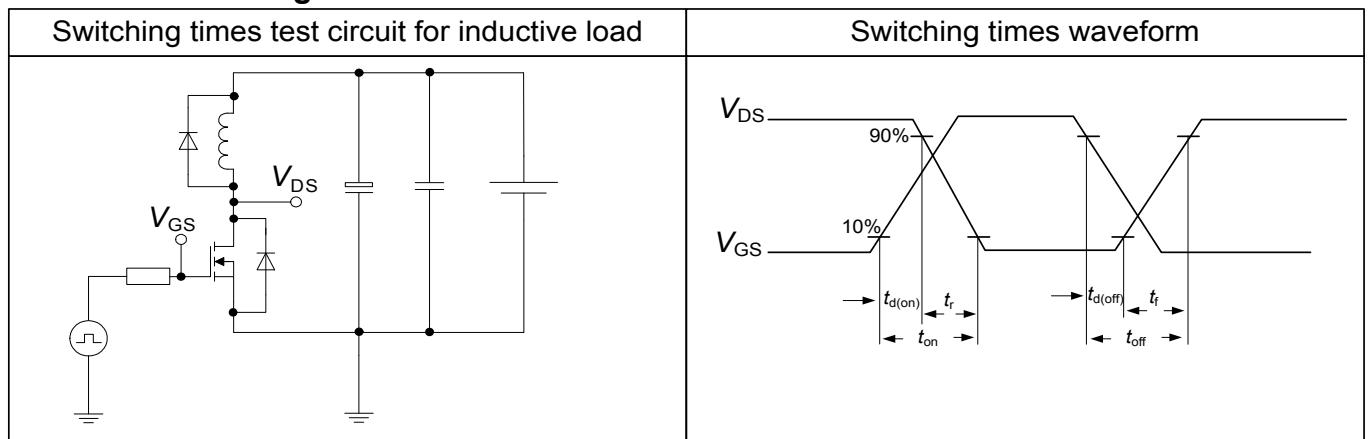 Switching times test circuit for inductive load
Switching times waveform
VDS
VGS
VDS
90%
10%
VGS
td(on)
tr
td(off)
tf
ton
toff